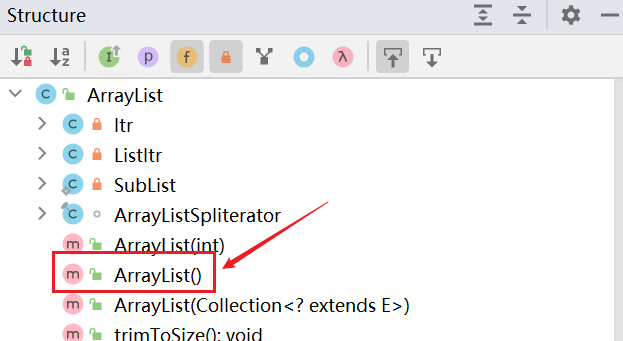 Structure
ArrayList
Itr
ListItr
SubList
ArrayListSpliterator
ArrayList(int)
ArrayList()
ArrayList(Collection<? extends E>)
trimToSize(): void